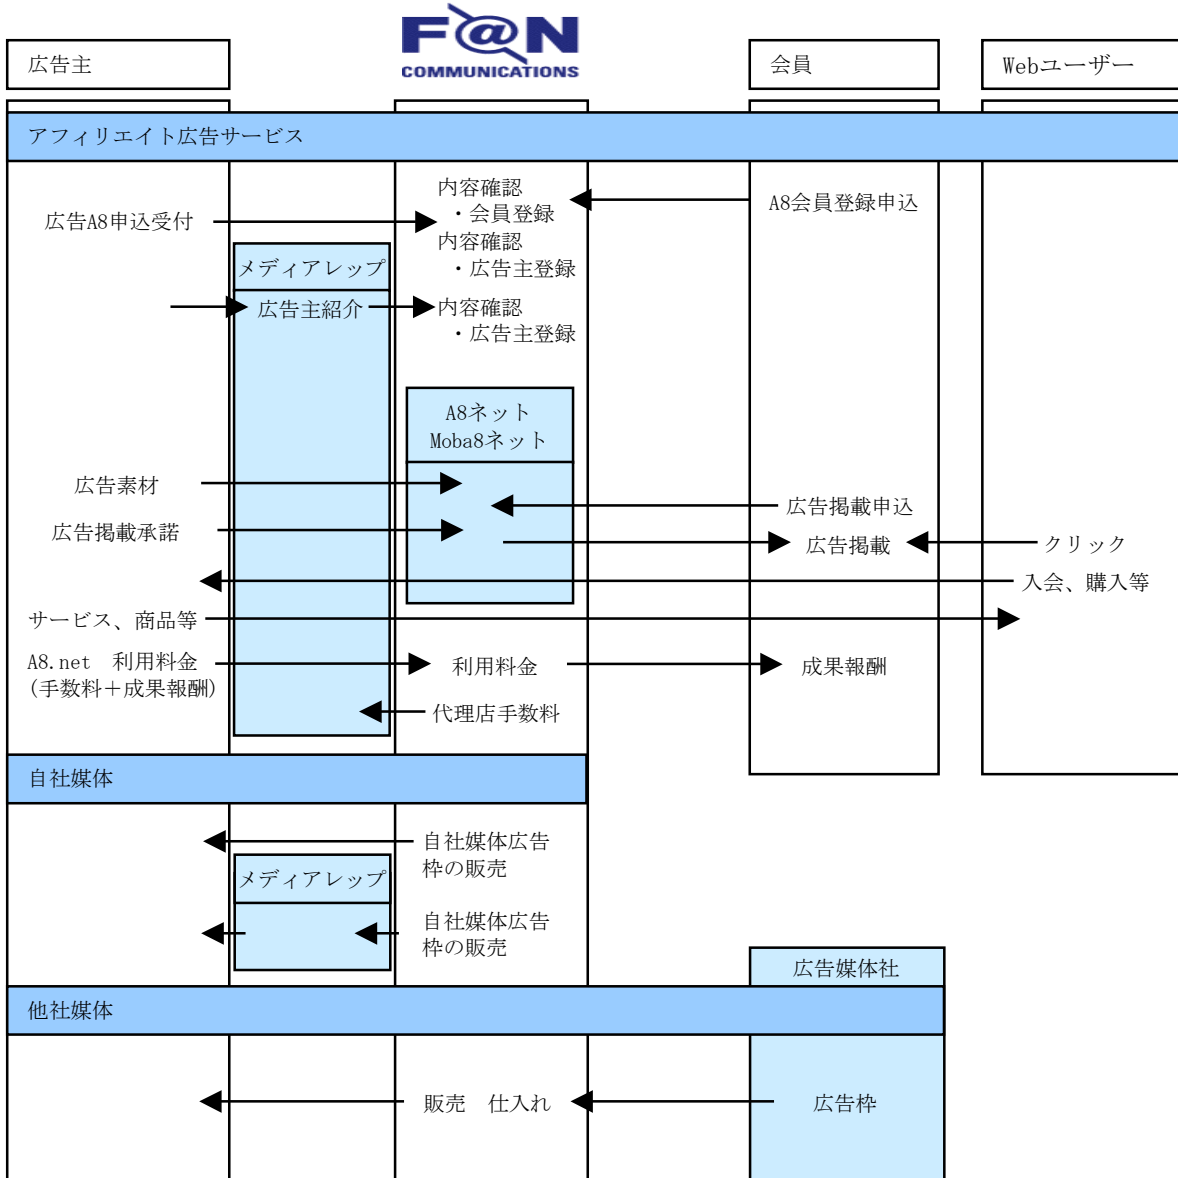 F@N
COMMUNICATIONS
広告主
会員
Webユーザー
アフィリエイト広告サービス
内容確認
・会員登録
A8会員登録申込
広告A8申込受付
内容確認
・広告主登録
メディアレップ
広告主紹介
内容確認
・広告主登録
A8ネット
Moba8ネット
広告素材
広告掲載申込
広告掲載承諾
広告掲載
クリック
入会、購入等
サービス、商品等
A8.net 利用料金
(手数料＋成果報酬)
利用料金
成果報酬
代理店手数料
自社媒体
自社媒体広告
枠の販売
メディアレップ
自社媒体広告
枠の販売
広告媒体社
他社媒体
販売 仕入れ
広告枠